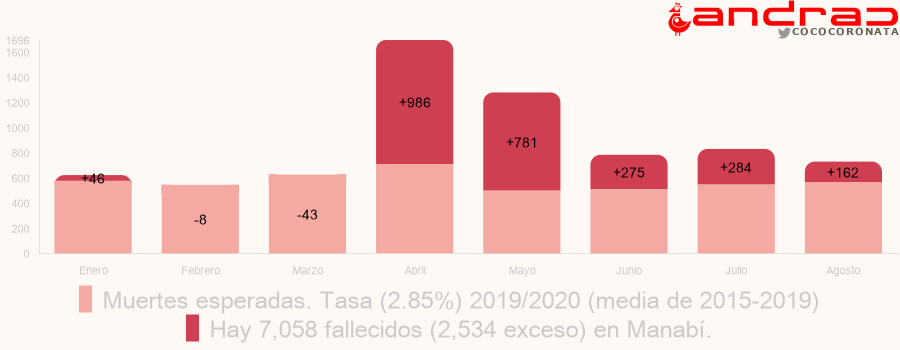 andrab
COCOCORONATA
1696
1600
1400
1200
1000
800
600
400
200
0
+46
-8
-43
+986
+781
+275
+284
+162
Enero
Febrero
Marzo
Abril
Mayo
Junio
Julio
Agosto
Muertes esperadas. Tasa (2.85%) 2019/2020 (media de 2015-2019)
Hay 7,058 fallecidos (2,534 exceso) en Manabí.